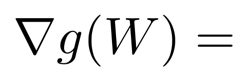 ∇g(W) =